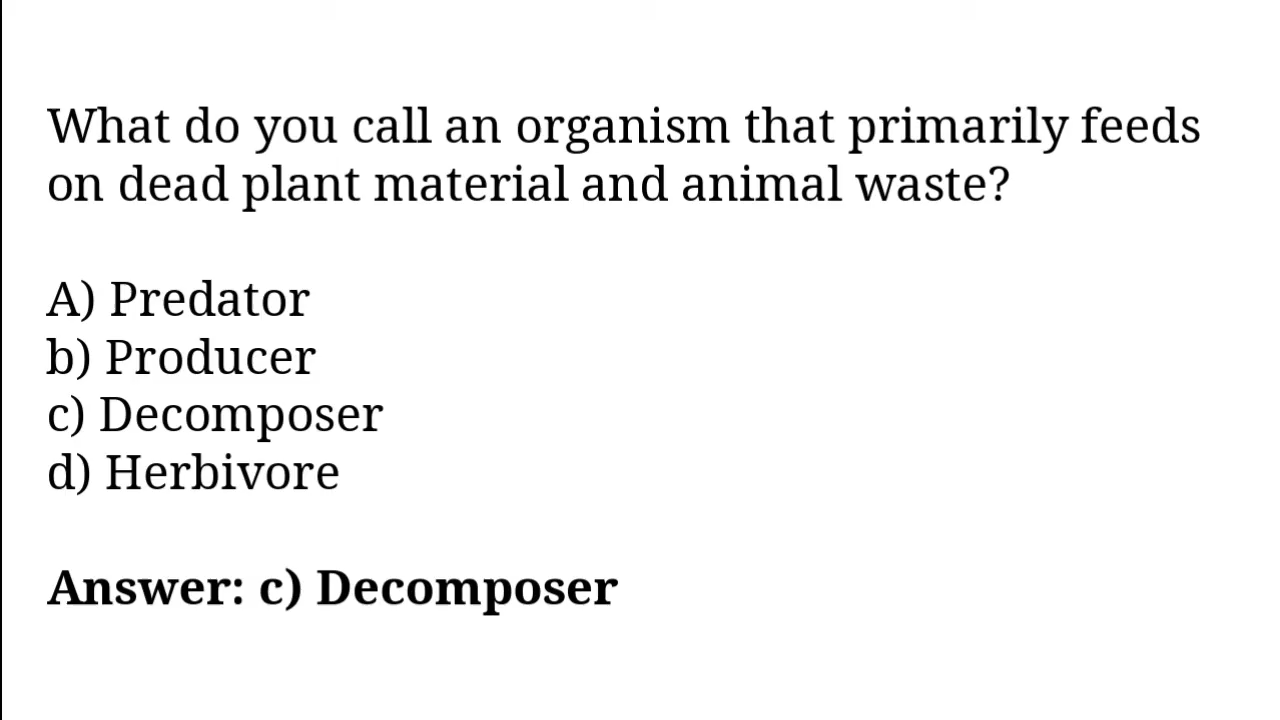 What do you call an organism that primarily feeds
on dead plant material and animal waste?
A) Predator
b) Producer
c) Decomposer
d) Herbivore
Answer: c) Decomposer